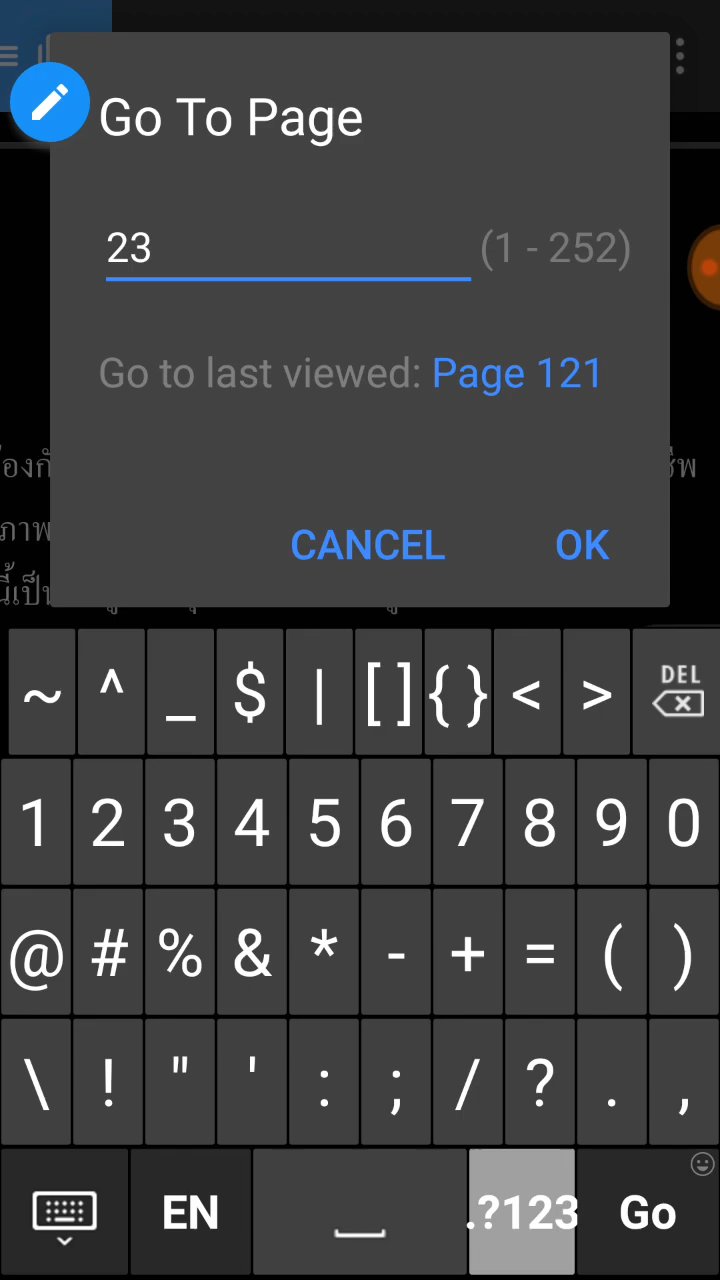 Go To Page
23 (1 - 252)
Go to last viewed: Page 121
CANCEL OK
~ ^ _ $ | [ ] { } < > DEL
1 2 3 4 5 6 7 8 9 0
@ # % & * - + = ( )
\ ! " ' : ; / ? . ,
EN .?123 Go